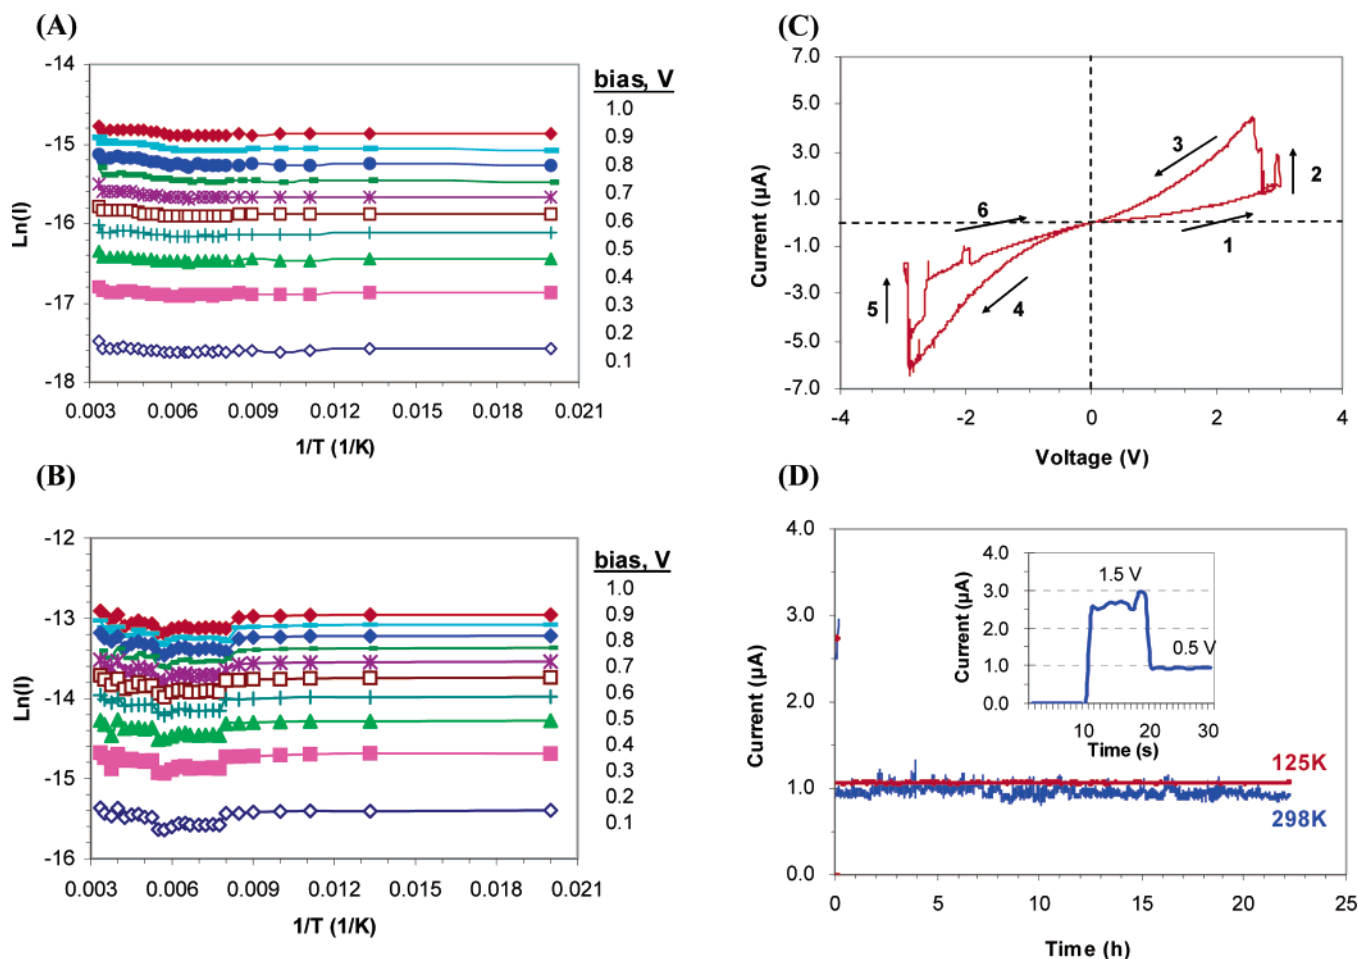 (A)
-14
-15
-16
-17
-18
Ln(I)
0.003 0.006 0.009 0.012 0.015 0.018 0.021
1/T (1/K)
bias, V
1.0
0.9
0.8
0.7
0.6
0.5
0.4
0.3
0.2
0.1
(B)
-12
-13
-14
-15
-16
Ln(I)
0.003 0.006 0.009 0.012 0.015 0.018 0.021
1/T (1/K)
bias, V
1.0
0.9
0.8
0.7
0.6
0.5
0.4
0.3
0.2
0.1
(C)
7.0
5.0
3.0
1.0
-1.0
-3.0
-5.0
-7.0
Current (µA)
3
2
6
1
5
4
-4 -2 0 2 4
Voltage (V)
(D)
4.0
3.0
2.0
1.0
0.0
Current (µA)
4.0
3.0
2.0
1.0
0.0
Current (µA)
1.5 V
0.5 V
10 20 30
Time (s)
125K
298K
0 5 10 15 20 25
Time (h)